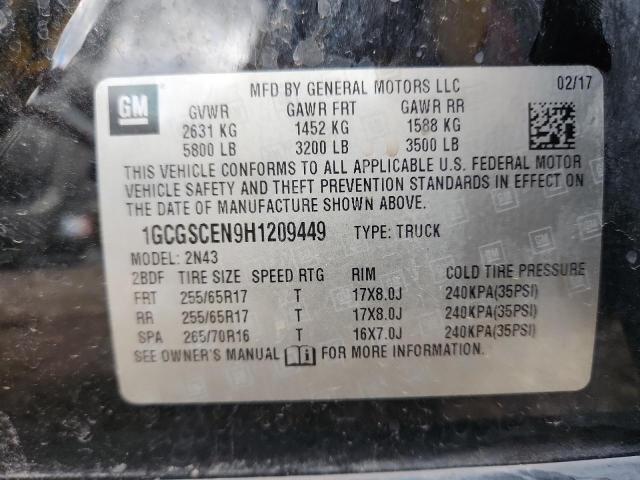 GM
MFD BY GENERAL MOTORS LLC 02/17
GVWR GAWR FRT GAWR RR
2631 KG 1452 KG 1588 KG
5800 LB 3200 LB 3500 LB
THIS VEHICLE CONFORMS TO ALL APPLICABLE U.S. FEDERAL MOTOR
VEHICLE SAFETY AND THEFT PREVENTION STANDARDS IN EFFECT ON
THE DATE OF MANUFACTURE SHOWN ABOVE.
1GCGSCEN9H1209449 TYPE: TRUCK
MODEL: 2N43
2BDF TIRE SIZE SPEED RTG RIM COLD TIRE PRESSURE
FRT 255/65R17 T 17X8.0J 240KPA(35PSI)
RR 255/65R17 T 17X8.0J 240KPA(35PSI)
SPA 265/70R16 T 16X7.0J 240KPA(35PSI)
SEE OWNER'S MANUAL FOR MORE INFORMATION.